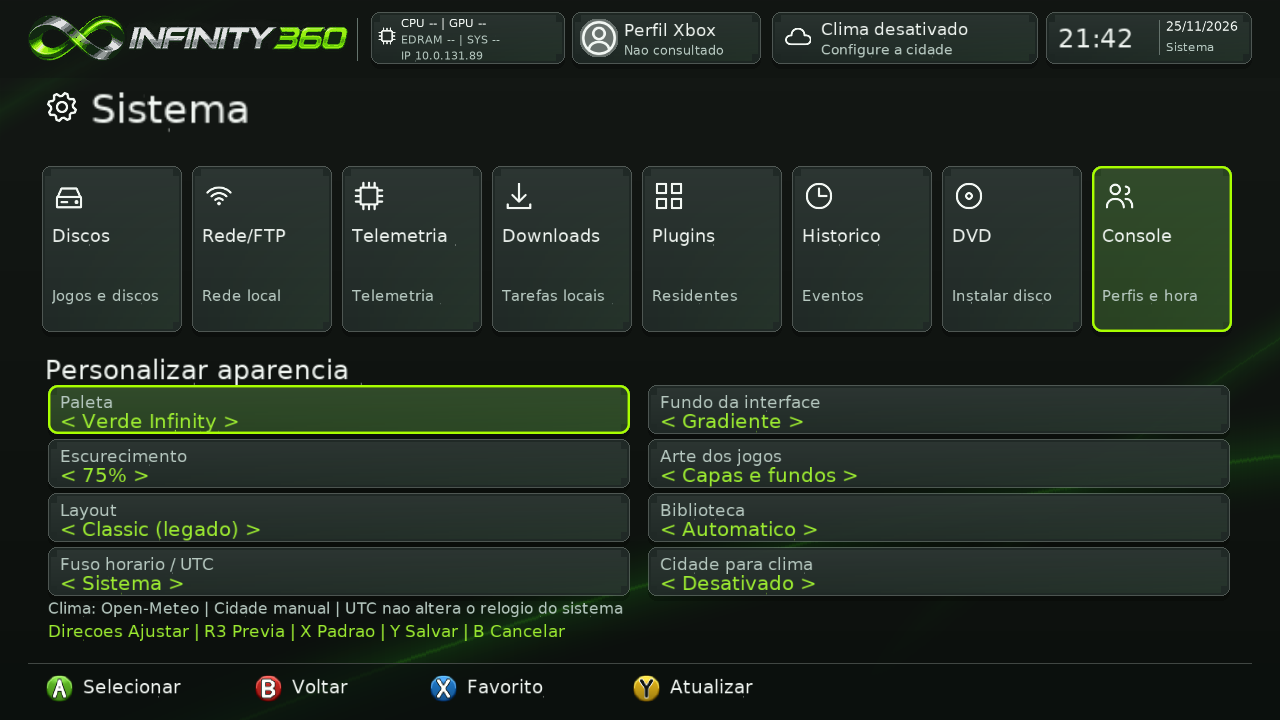 INFINITY 360
CPU -- | GPU --
EDRAM -- | SYS --
IP 10.0.131.89
Perfil Xbox
Nao consultado
Clima desativado
Configure a cidade
21:42
25/11/2026
Sistema
Sistema
Discos
Jogos e discos
Rede/FTP
Rede local
Telemetria
Telemetria
Downloads
Tarefas locais
Plugins
Residentes
Historico
Eventos
DVD
Instalar disco
Console
Perfis e hora
Personalizar aparencia
Paleta
< Verde Infinity >
Fundo da interface
< Gradiente >
Escurecimento
< 75% >
Arte dos jogos
< Capas e fundos >
Layout
< Classic (legado) >
Biblioteca
< Automatico >
Fuso horario / UTC
< Sistema >
Cidade para clima
< Desativado >
Clima: Open-Meteo | Cidade manual | UTC nao altera o relogio do sistema
Direcoes Ajustar | R3 Previa | X Padrao | Y Salvar | B Cancelar
A Selecionar
B Voltar
X Favorito
Y Atualizar